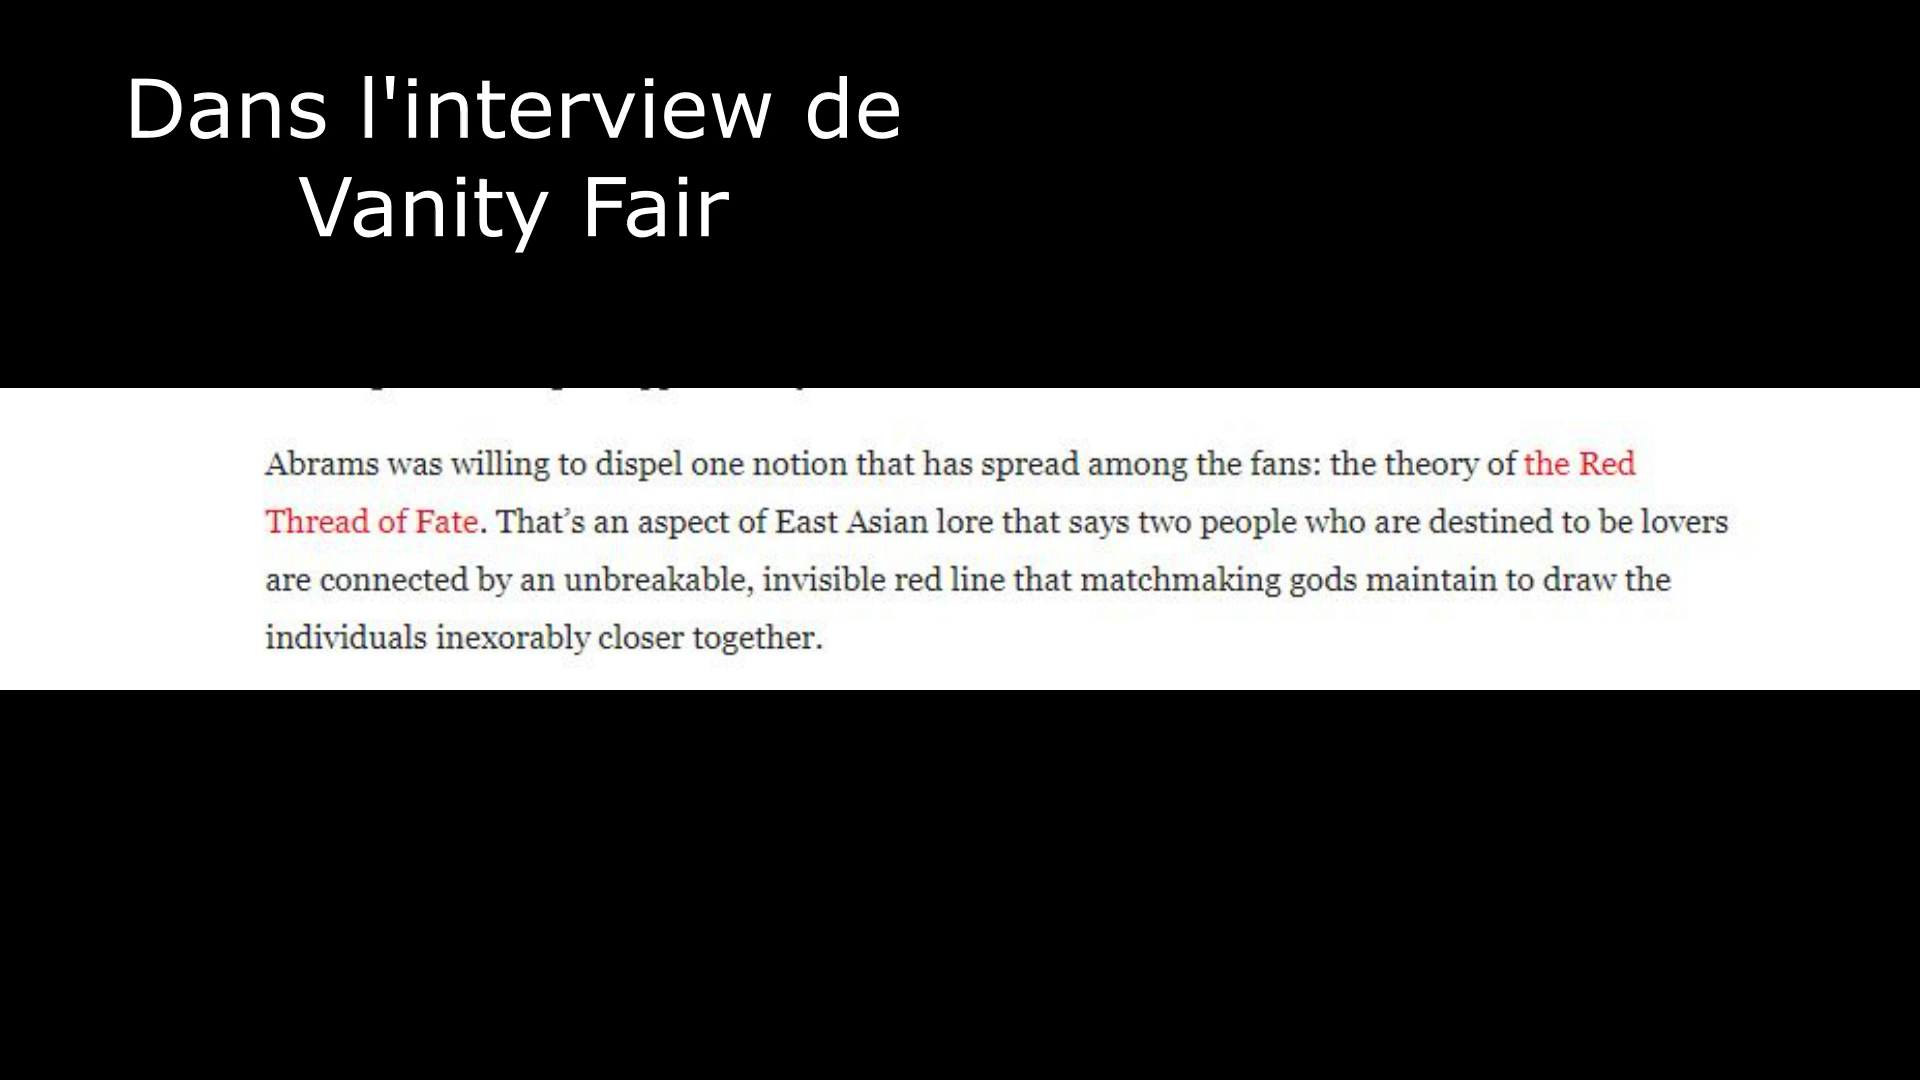 Dans l'interview de
Vanity Fair
Abrams was willing to dispel one notion that has spread among the fans: the theory of the Red
Thread of Fate. That’s an aspect of East Asian lore that says two people who are destined to be lovers
are connected by an unbreakable, invisible red line that matchmaking gods maintain to draw the
individuals inexorably closer together.